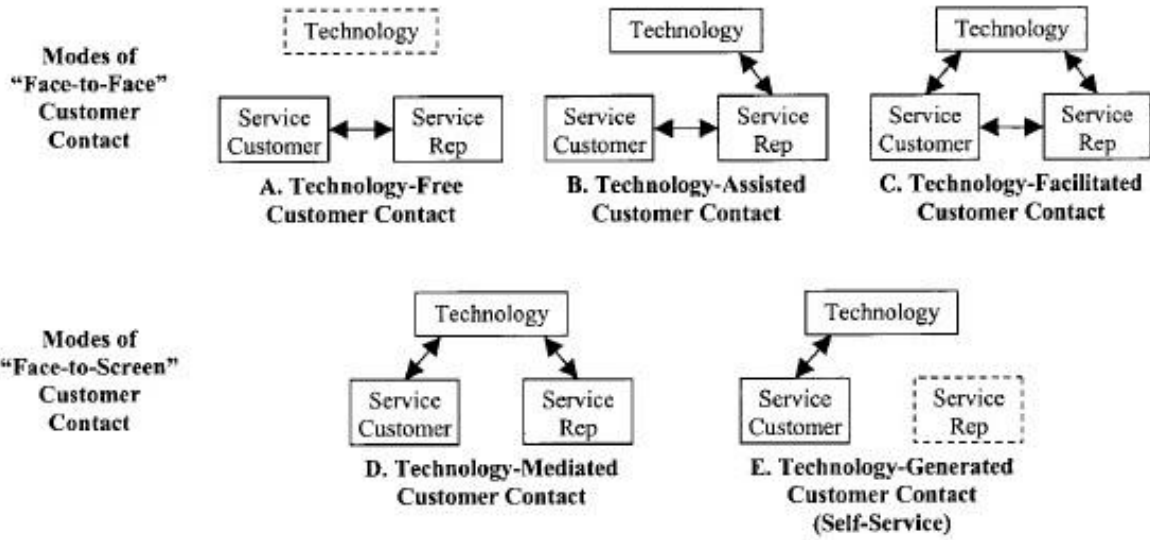 Modes of
“Face-to-Face”
Customer
Contact
Technology
Service
Customer
Service
Rep
A. Technology-Free
Customer Contact
Technology
Service
Customer
Service
Rep
B. Technology-Assisted
Customer Contact
Technology
Service
Customer
Service
Rep
C. Technology-Facilitated
Customer Contact
Modes of
“Face-to-Screen”
Customer
Contact
Technology
Service
Customer
Service
Rep
D. Technology-Mediated
Customer Contact
Technology
Service
Customer
Service
Rep
E. Technology-Generated
Customer Contact
(Self-Service)